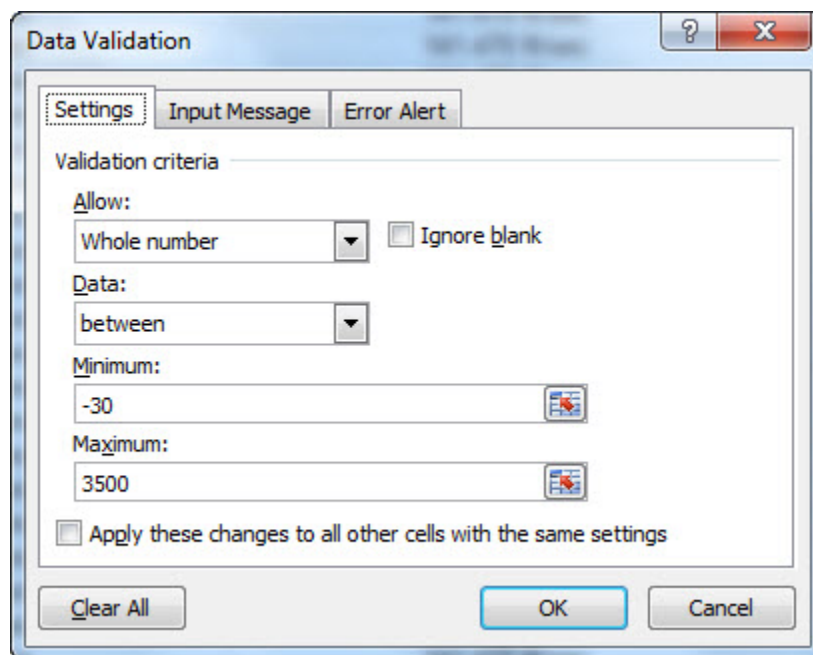 Data Validation
?
Settings Input Message Error Alert
Validation criteria
Allow:
Whole number Ignore blank
Data:
between
Minimum:
-30
Maximum:
3500
Apply these changes to all other cells with the same settings
Clear All OK Cancel